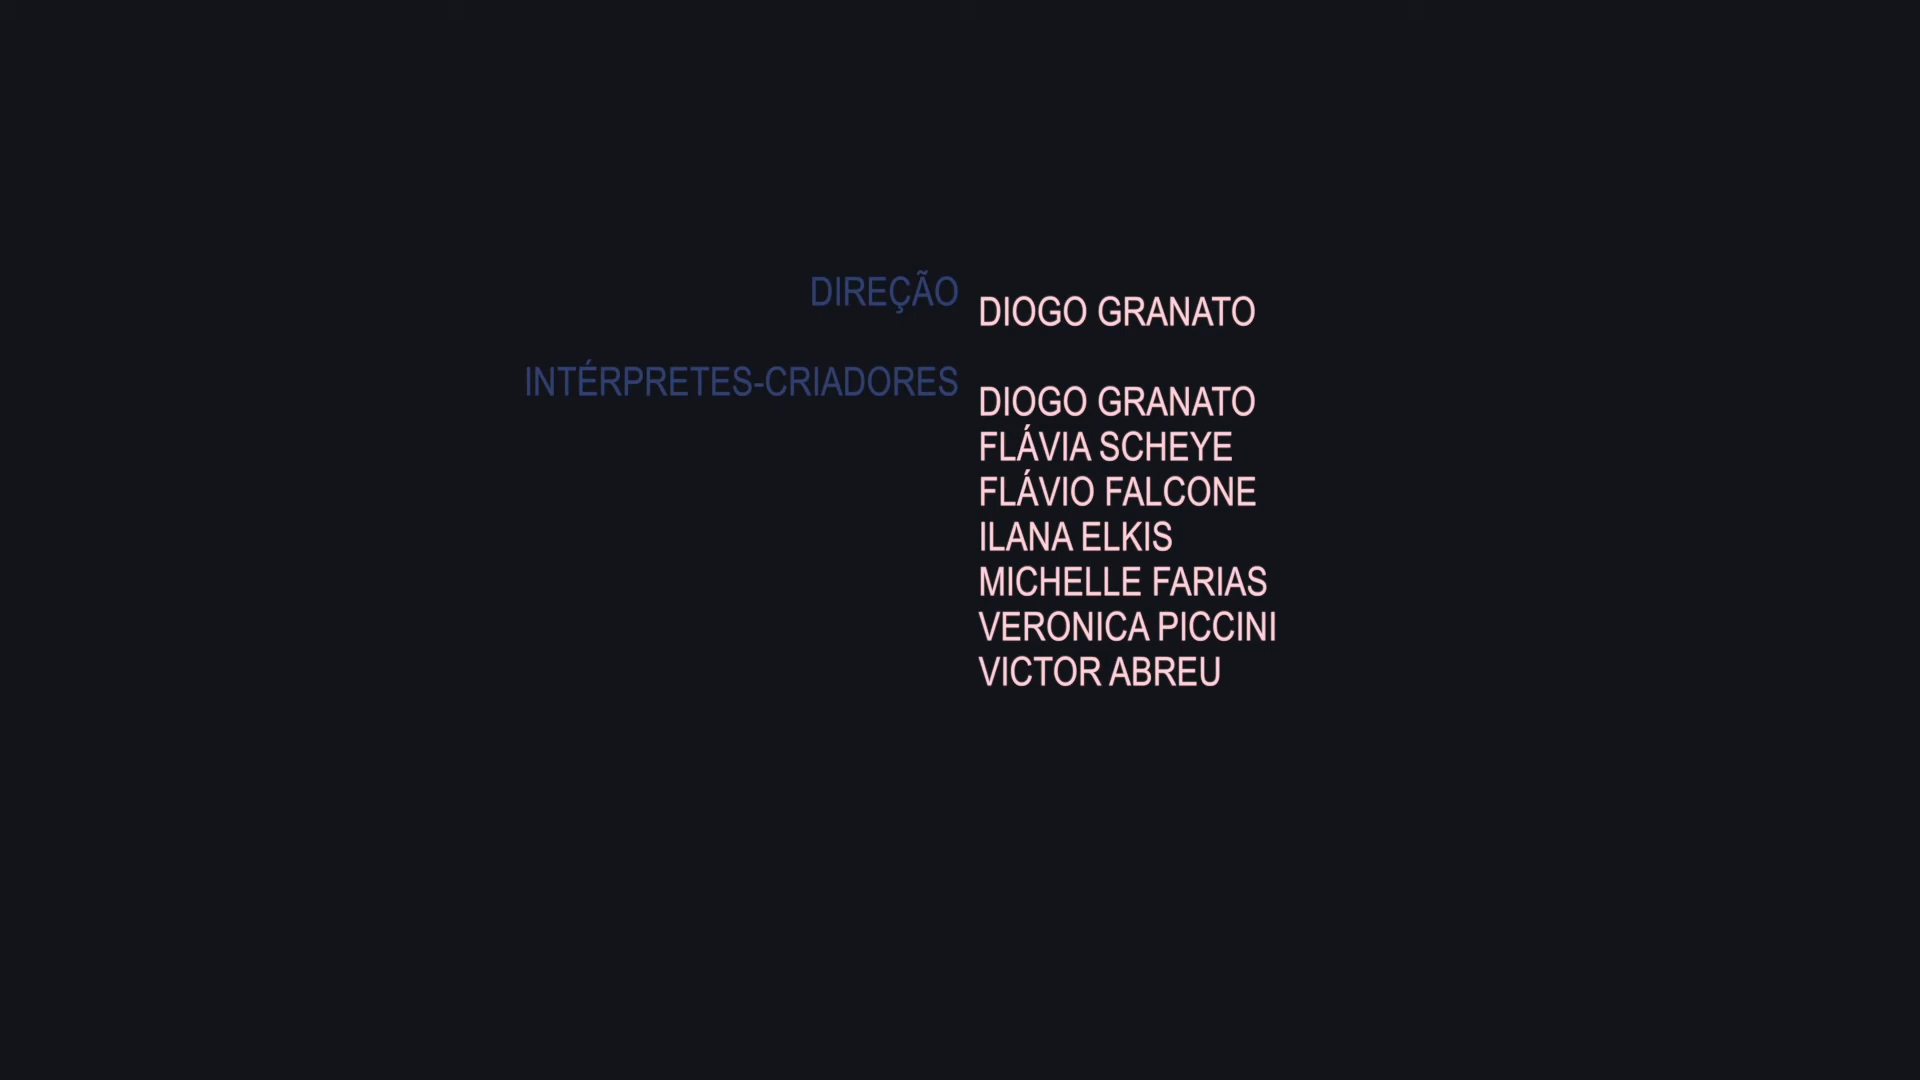 DIREÇÃO
DIOGO GRANATO
INTÉRPRETES-CRIADORES
DIOGO GRANATO
FLÁVIA SCHEYE
FLÁVIO FALCONE
ILANA ELKIS
MICHELLE FARIAS
VERONICA PICCINI
VICTOR ABREU